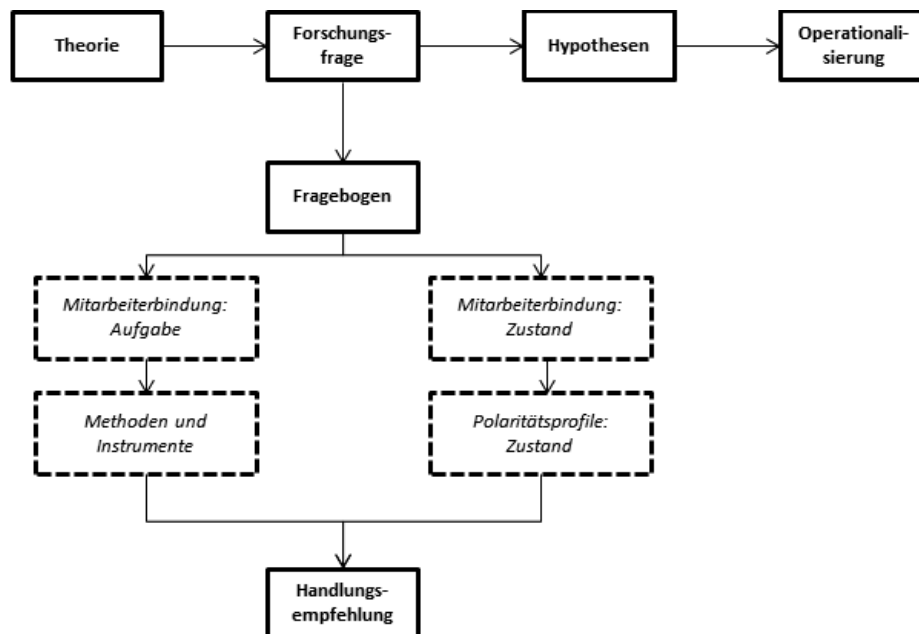 Theorie
Forschungs-
frage
Hypothesen
Operationali-
sierung
Fragebogen
Mitarbeiterbindung:
Aufgabe
Mitarbeiterbindung:
Zustand
Methoden und
Instrumente
Polaritätsprofile:
Zustand
Handlungs-
empfehlung